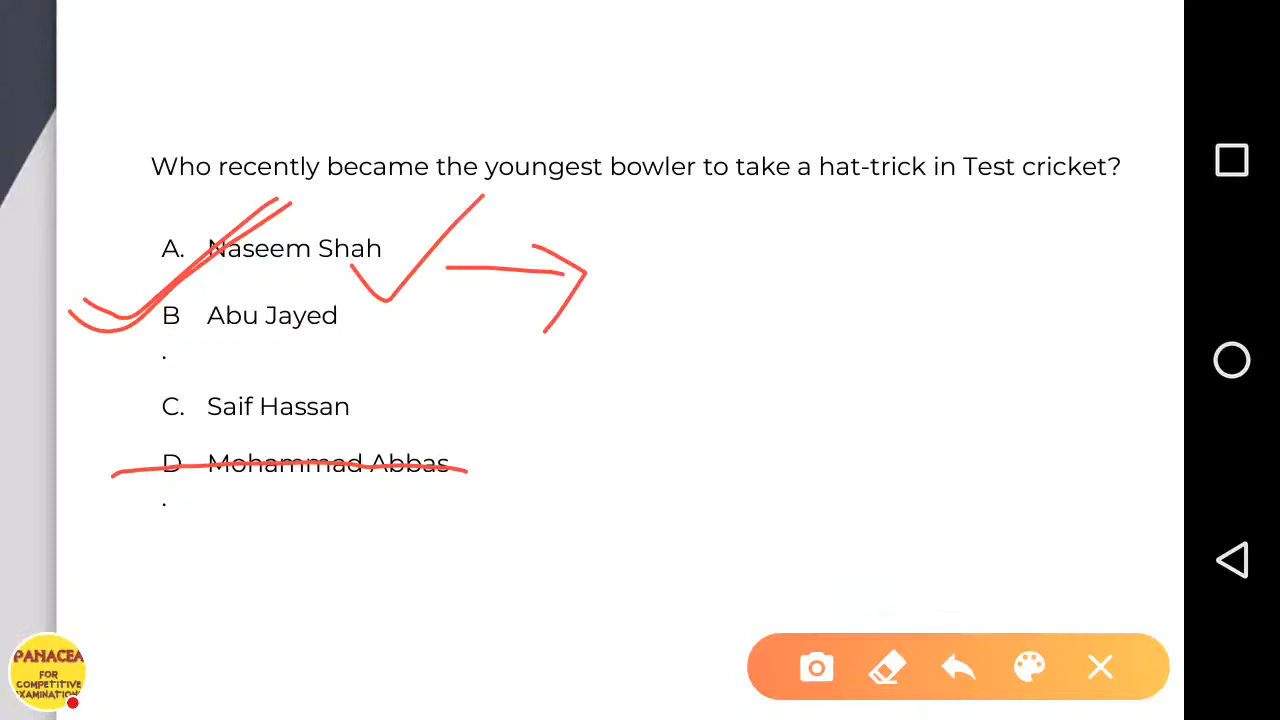 Who recently became the youngest bowler to take a hat-trick in Test cricket?
A. Naseem Shah
B Abu Jayed
.
C. Saif Hassan
D Mohammad Abbas
.
PANACEA
FOR
COMPETITIVE
EXAMINATION